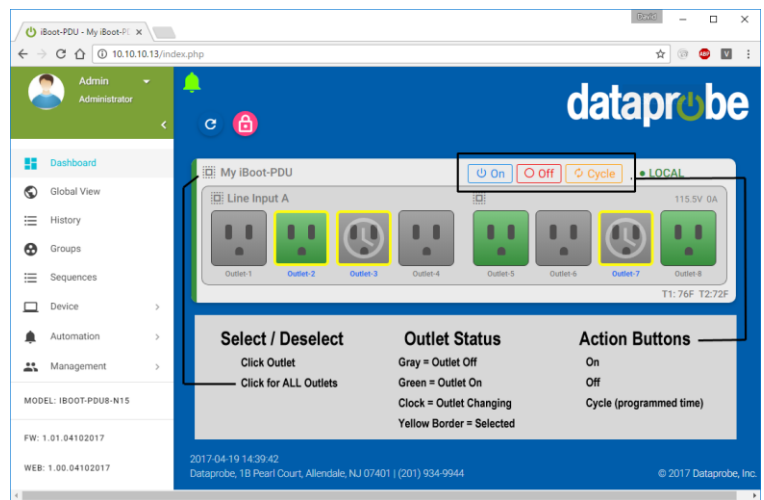 David
iBoot-PDU - My iBoot-P
10.10.10.13/index.php
ABP
V
Admin
Administrator
dataprobe
Dashboard
Global View
History
Groups
Sequences
Device
Automation
Management
MODEL: IBOOT-PDU8-N15
FW: 1.01.04102017
WEB: 1.00.04102017
My iBoot-PDU
On Off Cycle LOCAL
Line Input A 115.5V 0A
Outlet-1 Outlet-2 Outlet-3 Outlet-4 Outlet-5 Outlet-6 Outlet-7 Outlet-8
T1: 76F T2:72F
Select / Deselect
Click Outlet
Click for ALL Outlets
Outlet Status
Gray = Outlet Off
Green = Outlet On
Clock = Outlet Changing
Yellow Border = Selected
Action Buttons
On
Off
Cycle (programmed time)
2017-04-19 14:39:42
Dataprobe, 1B Pearl Court, Allendale, NJ 07401 | (201) 934-9944
© 2017 Dataprobe, Inc.